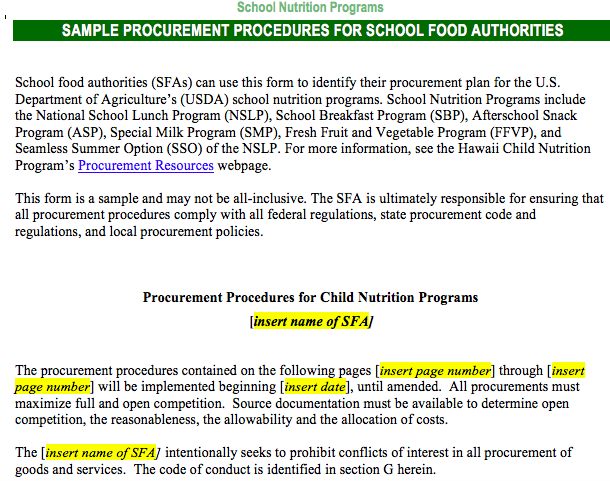 School Nutrition Programs
SAMPLE PROCUREMENT PROCEDURES FOR SCHOOL FOOD AUTHORITIES
School food authorities (SFAs) can use this form to identify their procurement plan for the U.S.
Department of Agriculture's (USDA) school nutrition programs. School Nutrition Programs include
the National School Lunch Program (NSLP), School Breakfast Program (SBP), Afterschool Snack
Program (ASP), Special Milk Program (SMP), Fresh Fruit and Vegetable Program (FFVP), and
Seamless Summer Option (SSO) of the NSLP. For more information, see the Hawaii Child Nutrition
Program's Procurement Resources webpage.
This form is a sample and may not be all-inclusive. The SFA is ultimately responsible for ensuring that
all procurement procedures comply with all federal regulations, state procurement code and
regulations, and local procurement policies.
Procurement Procedures for Child Nutrition Programs
[insert name of SFA]
The procurement procedures contained on the following pages [insert page number] through [insert
page number] will be implemented beginning [insert date], until amended. All procurements must
maximize full and open competition. Source documentation must be available to determine open
competition, the reasonableness, the allowability and the allocation of costs.
The [insert name of SFA] intentionally seeks to prohibit conflicts of interest in all procurement of
goods and services. The code of conduct is identified in section G herein.